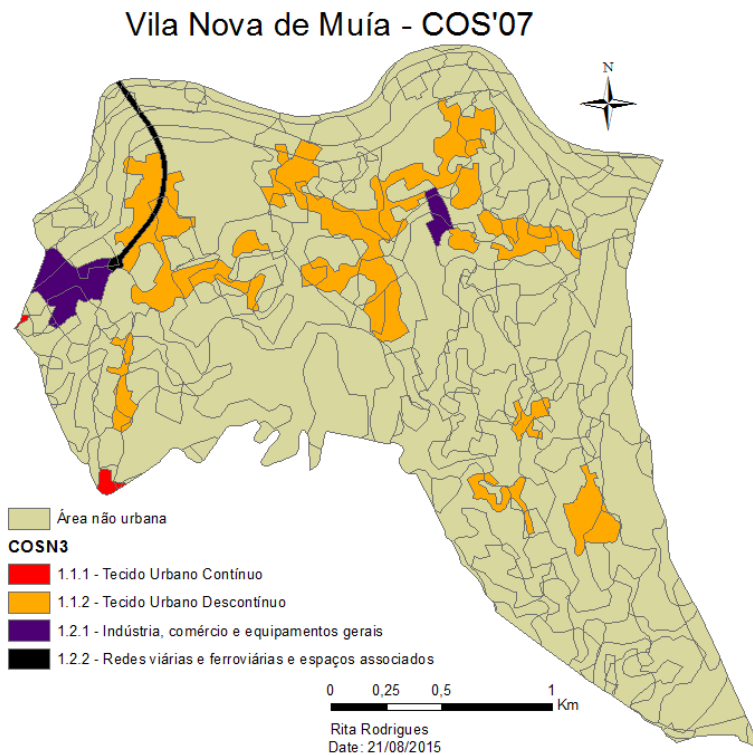 Vila Nova de Muía - COS'07
N
Área não urbana
COSN3
1.1.1 - Tecido Urbano Contínuo
1.1.2 - Tecido Urbano Descontínuo
1.2.1 - Indústria, comércio e equipamentos gerais
1.2.2 - Redes viárias e ferroviárias e espaços associados
0 0,25 0,5 1
Km
Rita Rodrigues
Date: 21/08/2015